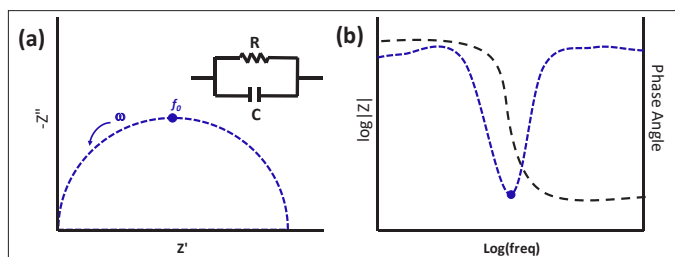 (a)
R
C
f₀
ω
-Z"
Z'
(b)
log|Z|
Phase Angle
Log(freq)